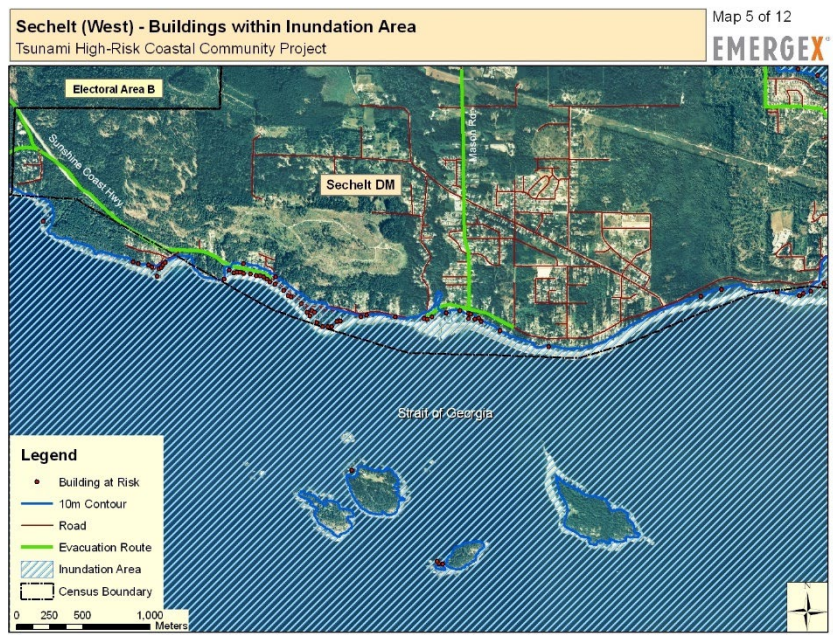 Sechelt (West) - Buildings within Inundation Area
Tsunami High-Risk Coastal Community Project
Map 5 of 12
EMERGEX
Electoral Area B
Sunshine Coast Hwy
Mason Rd
Sechelt DM
Strait of Georgia
Legend
Building at Risk
10m Contour
Road
Evacuation Route
Inundation Area
Census Boundary
0 250 500 1,000
Meters